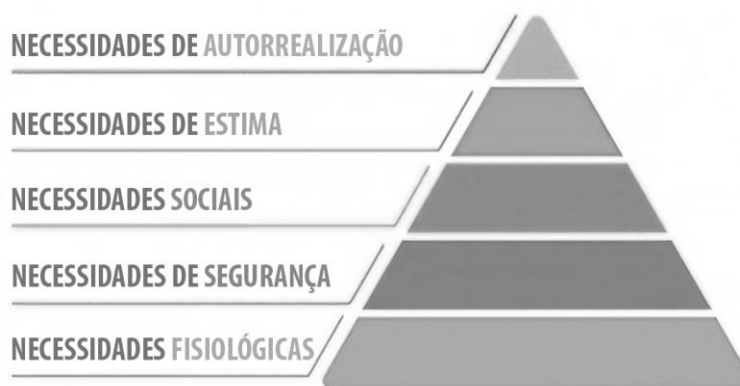 NECESSIDADES DE AUTORREALIZAÇÃO
NECESSIDADES DE ESTIMA
NECESSIDADES SOCIAIS
NECESSIDADES DE SEGURANÇA
NECESSIDADES FISIOLÓGICAS